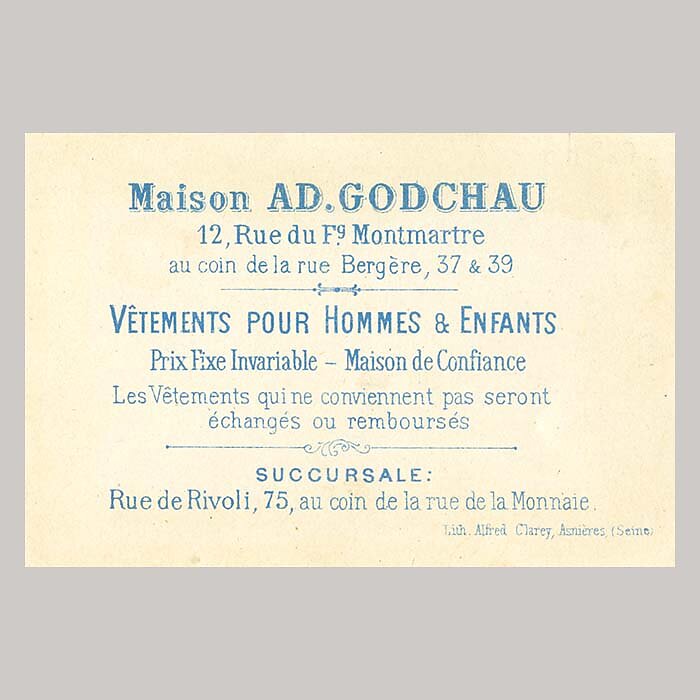 Maison AD. GODCHAU
12, Rue du Fg Montmartre
au coin de la rue Bergère, 37 & 39
VÊTEMENTS POUR HOMMES & ENFANTS
Prix Fixe Invariable – Maison de Confiance
Les Vêtements qui ne conviennent pas seront
échangés ou remboursés
SUCCURSALE:
Rue de Rivoli, 75, au coin de la rue de la Monnaie.
Lith. Alfred Clarey, Asnières, (Seine)